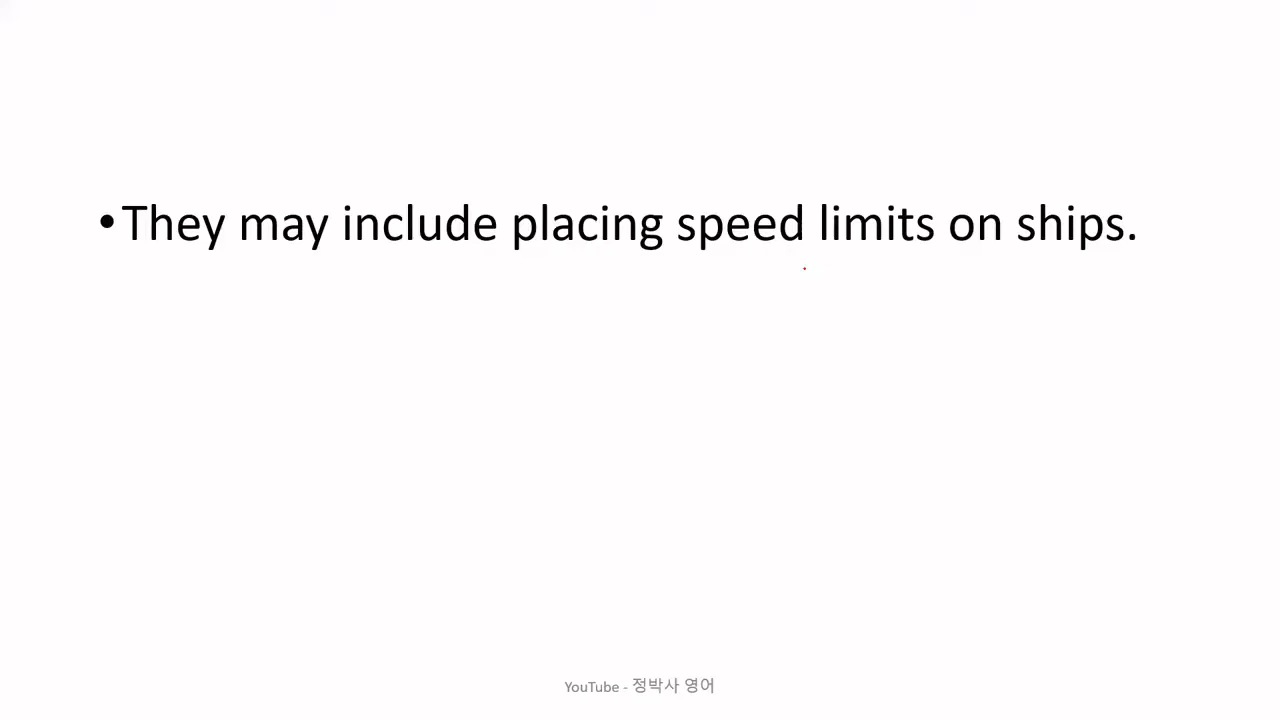 •They may include placing speed limits on ships.
YouTube - 정박사 영어